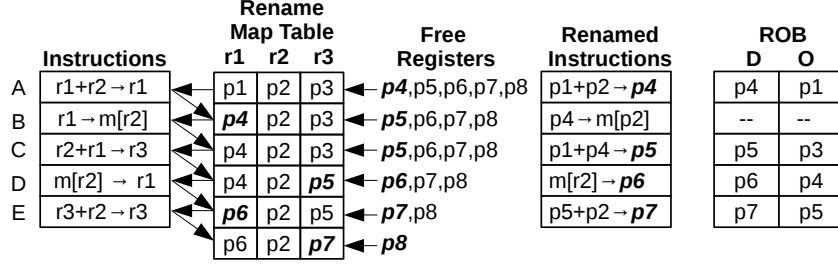 Rename
Map Table
Free
Registers
Renamed
Instructions
ROB
Instructions r1 r2 r3 D O
A r1+r2→r1 p1 p2 p3 p4,p5,p6,p7,p8 p1+p2→p4 p4 p1
B r1→m[r2] p4 p2 p3 p5,p6,p7,p8 p4→m[p2] -- --
C r2+r1→r3 p4 p2 p3 p5,p6,p7,p8 p1+p4→p5 p5 p3
D m[r2] → r1 p4 p2 p5 p6,p7,p8 m[r2]→p6 p6 p4
E r3+r2→r3 p6 p2 p5 p7,p8 p5+p2→p7 p7 p5
p6 p2 p7 p8